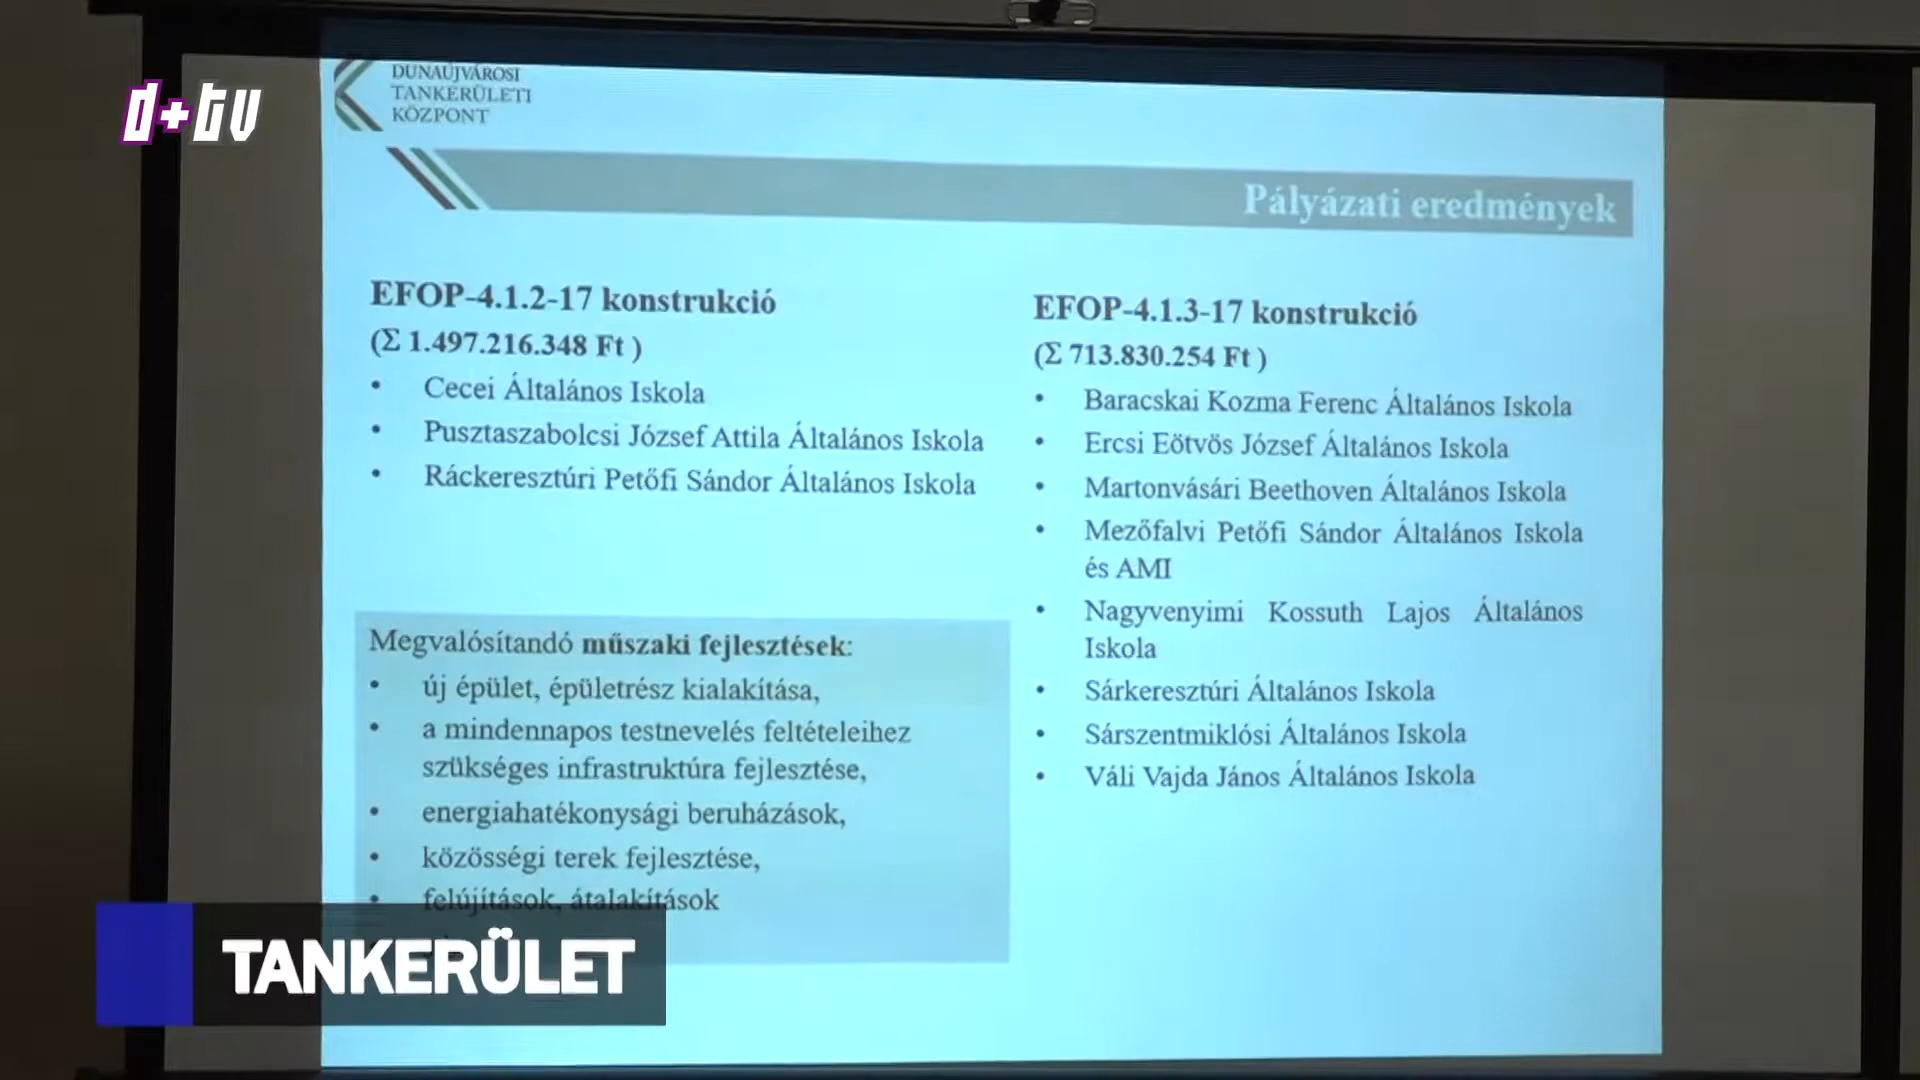 d+tv
DUNAÚJVÁROSI
TANKERÜLETI
KÖZPONT
Pályázati eredmények
EFOP-4.1.2-17 konstrukció
(Σ 1.497.216.348 Ft )
• Cecei Általános Iskola
• Pusztaszabolcsi József Attila Általános Iskola
• Ráckeresztúri Petőfi Sándor Általános Iskola
Megvalósítandó műszaki fejlesztések:
• új épület, épületrész kialakítása,
• a mindennapos testnevelés feltételeihez
szükséges infrastruktúra fejlesztése,
• energiahatékonysági beruházások,
• közösségi terek fejlesztése,
• felújítások, átalakítások
EFOP-4.1.3-17 konstrukció
(Σ 713.830.254 Ft )
• Baracskai Kozma Ferenc Általános Iskola
• Ercsi Eötvös József Általános Iskola
• Martonvásári Beethoven Általános Iskola
• Mezőfalvi Petőfi Sándor Általános Iskola
és AMI
• Nagyvenyimi Kossuth Lajos Általános
Iskola
• Sárkeresztúri Általános Iskola
• Sárszentmiklósi Általános Iskola
• Váli Vajda János Általános Iskola
TANKERÜLET